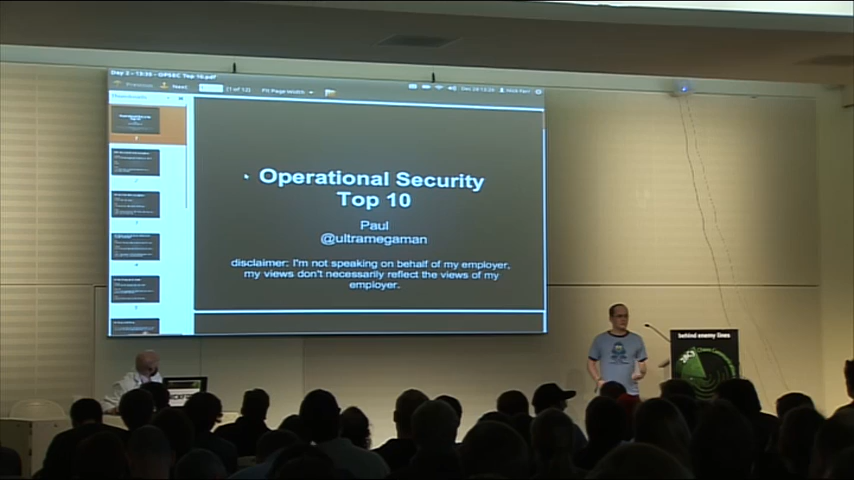 Day 2 - 13:30 - OPSEC Top 10.pdf
Previous Next (1 of 12) Fit Page Width
Operational Security
Top 10
Paul
@ultramegaman
disclaimer: I'm not speaking on behalf of my employer,
my views don't necessarily reflect the views of my
employer.
behind enemy lines